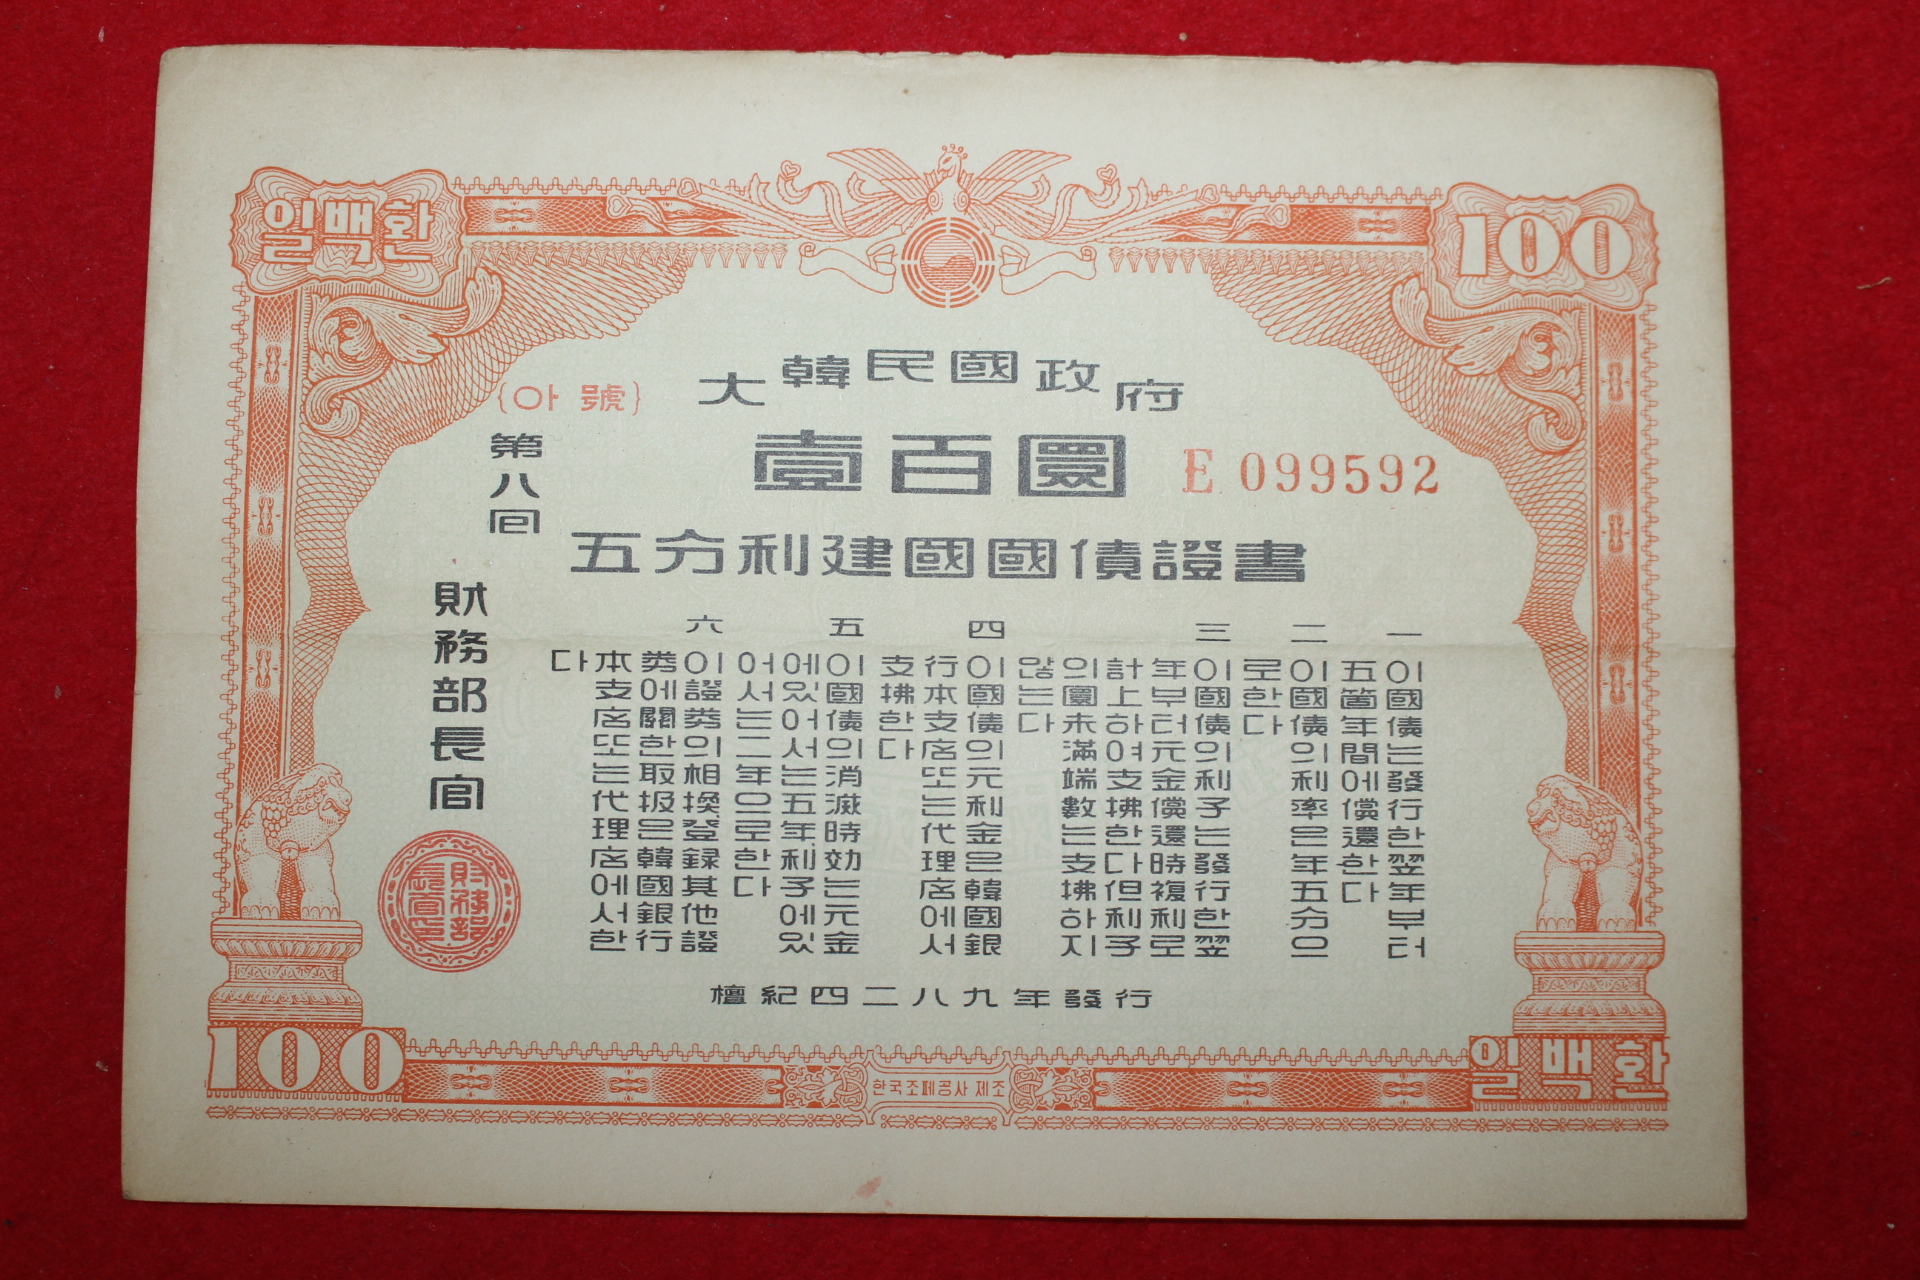 일백환
100
大韓民國政府
{아 號}
壹百圜
E 099592
第八回
五分利建國國債證書
一 이國債는發行한翌年부터
五箇年間에償還한다
二 이國債의利率은年五分으
로한다
三 이國債의利子는發行한翌
年부터元金償還時複利로
計上하여支拂한다但利子
의圜未滿端數는支拂하지
않는다
四 이國債의元利金은韓國銀
行本支店또는代理店에서
支拂한다
五 이國債의消滅時効는元金
에있어서는五年利子에있
어서는二年으로한다
六 이證券의相換登録其他證
券에關한取扱은韓國銀行
本支店또는代理店에서한
다
財務部長官
檀紀四二八九年發行
100
한국조폐공사 제조
일백환